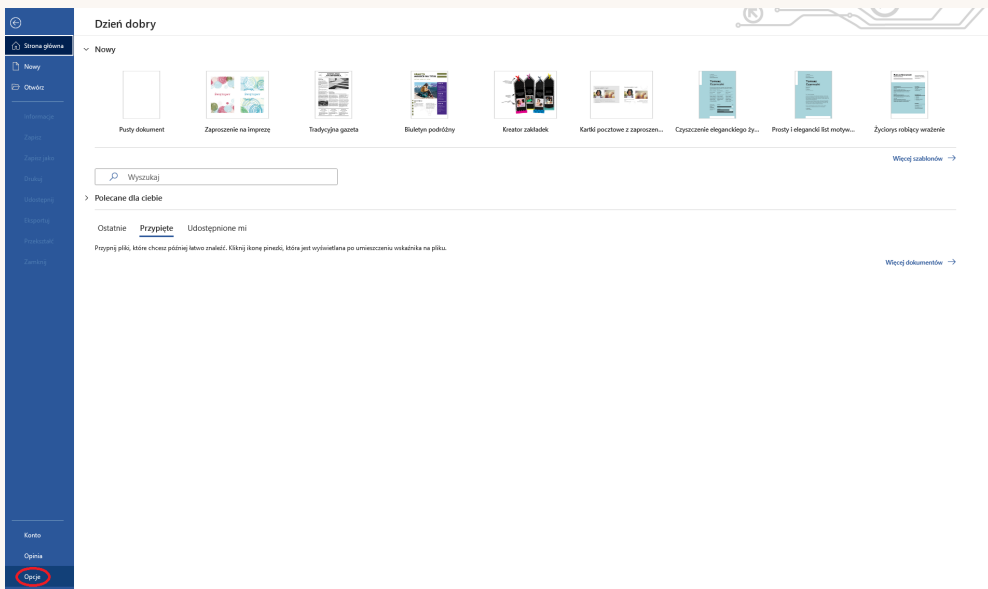 Dzień dobry
Strona główna
Nowy
Otwórz
Informacje
Zapisz
Zapisz jako
Drukuj
Udostępnij
Eksportuj
Przekształć
Zamknij
Konto
Opinia
Opcje
Nowy
Pusty dokument
Zaproszenie na imprezę
Tradycyjna gazeta
Biuletyn podróżny
Kreator zakładek
Kartki pocztowe z zaproszen...
Czyszczenie eleganckiego ży...
Prosty i elegancki list motyw...
Życiorys robiący wrażenie
Więcej szablonów
Wyszukaj
Polecane dla ciebie
Ostatnie Przypięte Udostępnione mi
Przypnij pliki, które chcesz później łatwo znaleźć. Kliknij ikonę pinezki, która jest wyświetlana po umieszczeniu wskaźnika na pliku.
Więcej dokumentów